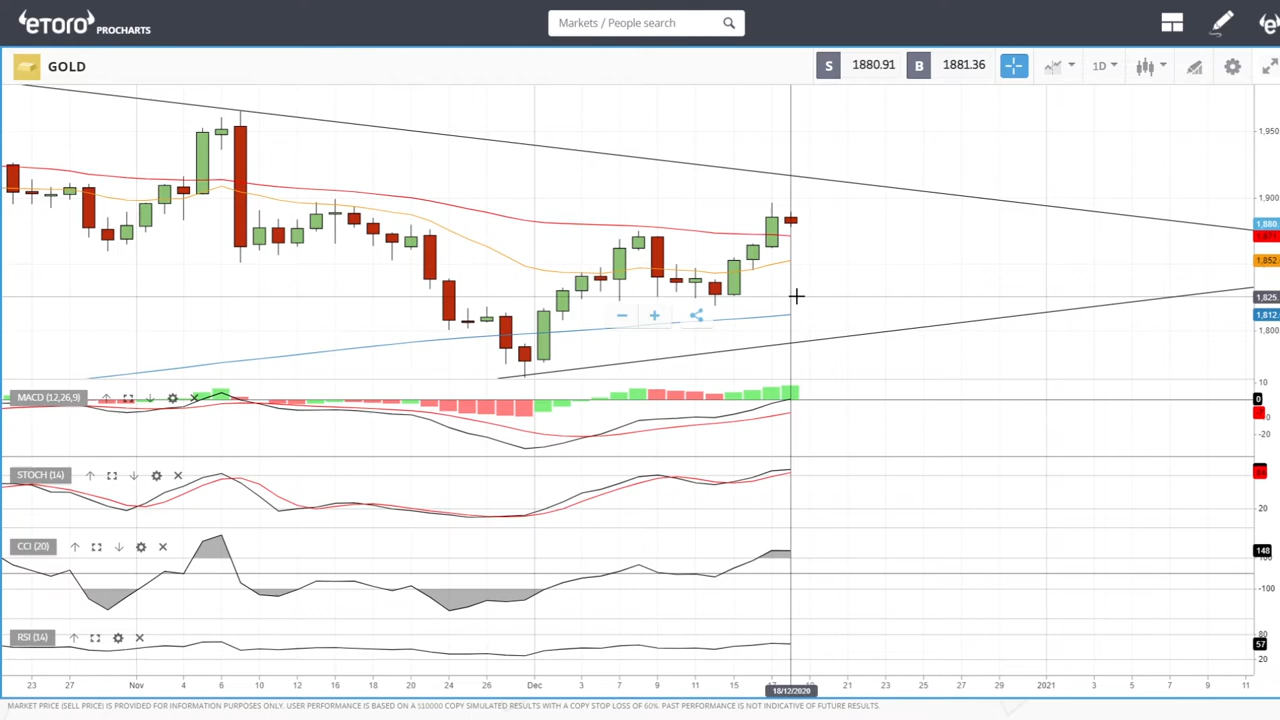 eTORO PROCHARTS
Markets / People search
GOLD
S 1880.91 B 1881.36 1D
1,950
1,900
1,880
1,852
1,825
1,812
1,800
MACD (12,26,9)
10
0
-20
STOCH (14)
20
CCI (20)
148
-100
RSI (14)
80
57
20
23 27 Nov 4 6 10 12 16 18 20 24 26 Dec 3 7 9 11 15 17 21 23 25 29 2021 3 5 7 9 11
18/12/2020
MARKET PRICE (SELL PRICE) IS PROVIDED FOR INFORMATION PURPOSES ONLY. USER PERFORMANCE IS BASED ON A $10000 COPY SIMULATED RESULTS WITH A COPY STOP LOSS OF 60%. PAST PERFORMANCE IS NOT INDICATIVE OF FUTURE RESULTS.